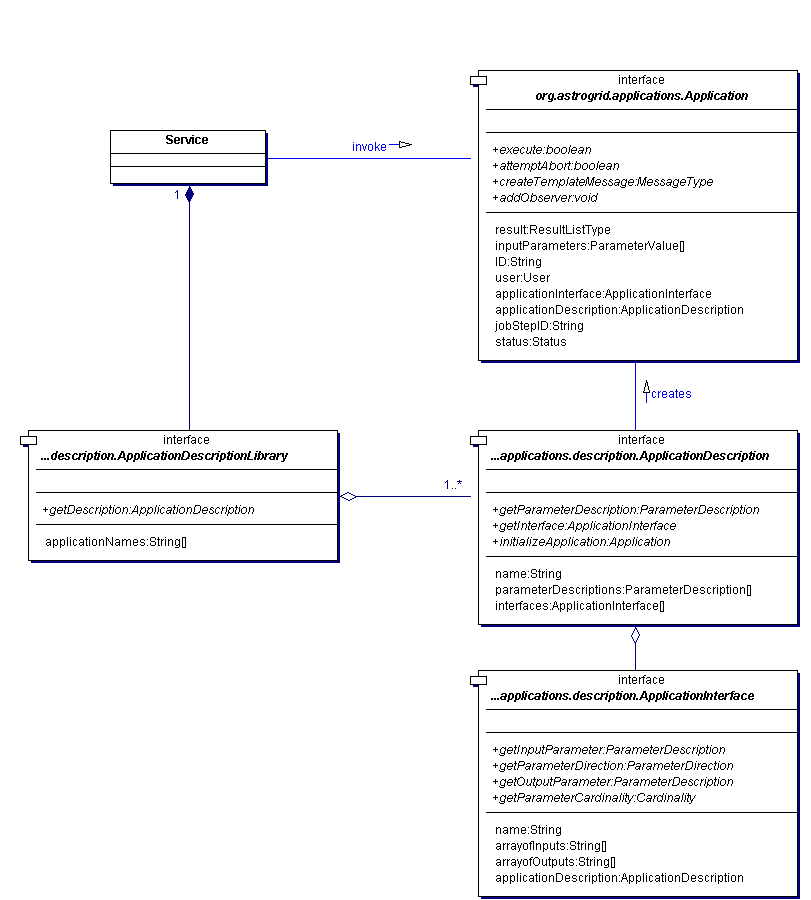 interface
org.astrogrid.applications.Application
+execute:boolean
+attemptAbort:boolean
+createTemplateMessage:MessageType
+addObserver:void
result:ResultListType
inputParameters:ParameterValue[]
ID:String
user:User
applicationInterface:ApplicationInterface
applicationDescription:ApplicationDescription
jobStepID:String
status:Status
Service
invoke
1
creates
interface
...description.ApplicationDescriptionLibrary
+getDescription:ApplicationDescription
applicationNames:String[]
1..*
interface
...applications.description.ApplicationDescription
+getParameterDescription:ParameterDescription
+getInterface:ApplicationInterface
+initializeApplication:Application
name:String
parameterDescriptions:ParameterDescription[]
interfaces:ApplicationInterface[]
interface
...applications.description.ApplicationInterface
+getInputParameter:ParameterDescription
+getParameterDirection:ParameterDirection
+getOutputParameter:ParameterDescription
+getParameterCardinality:Cardinality
name:String
arrayofInputs:String[]
arrayofOutputs:String[]
applicationDescription:ApplicationDescription